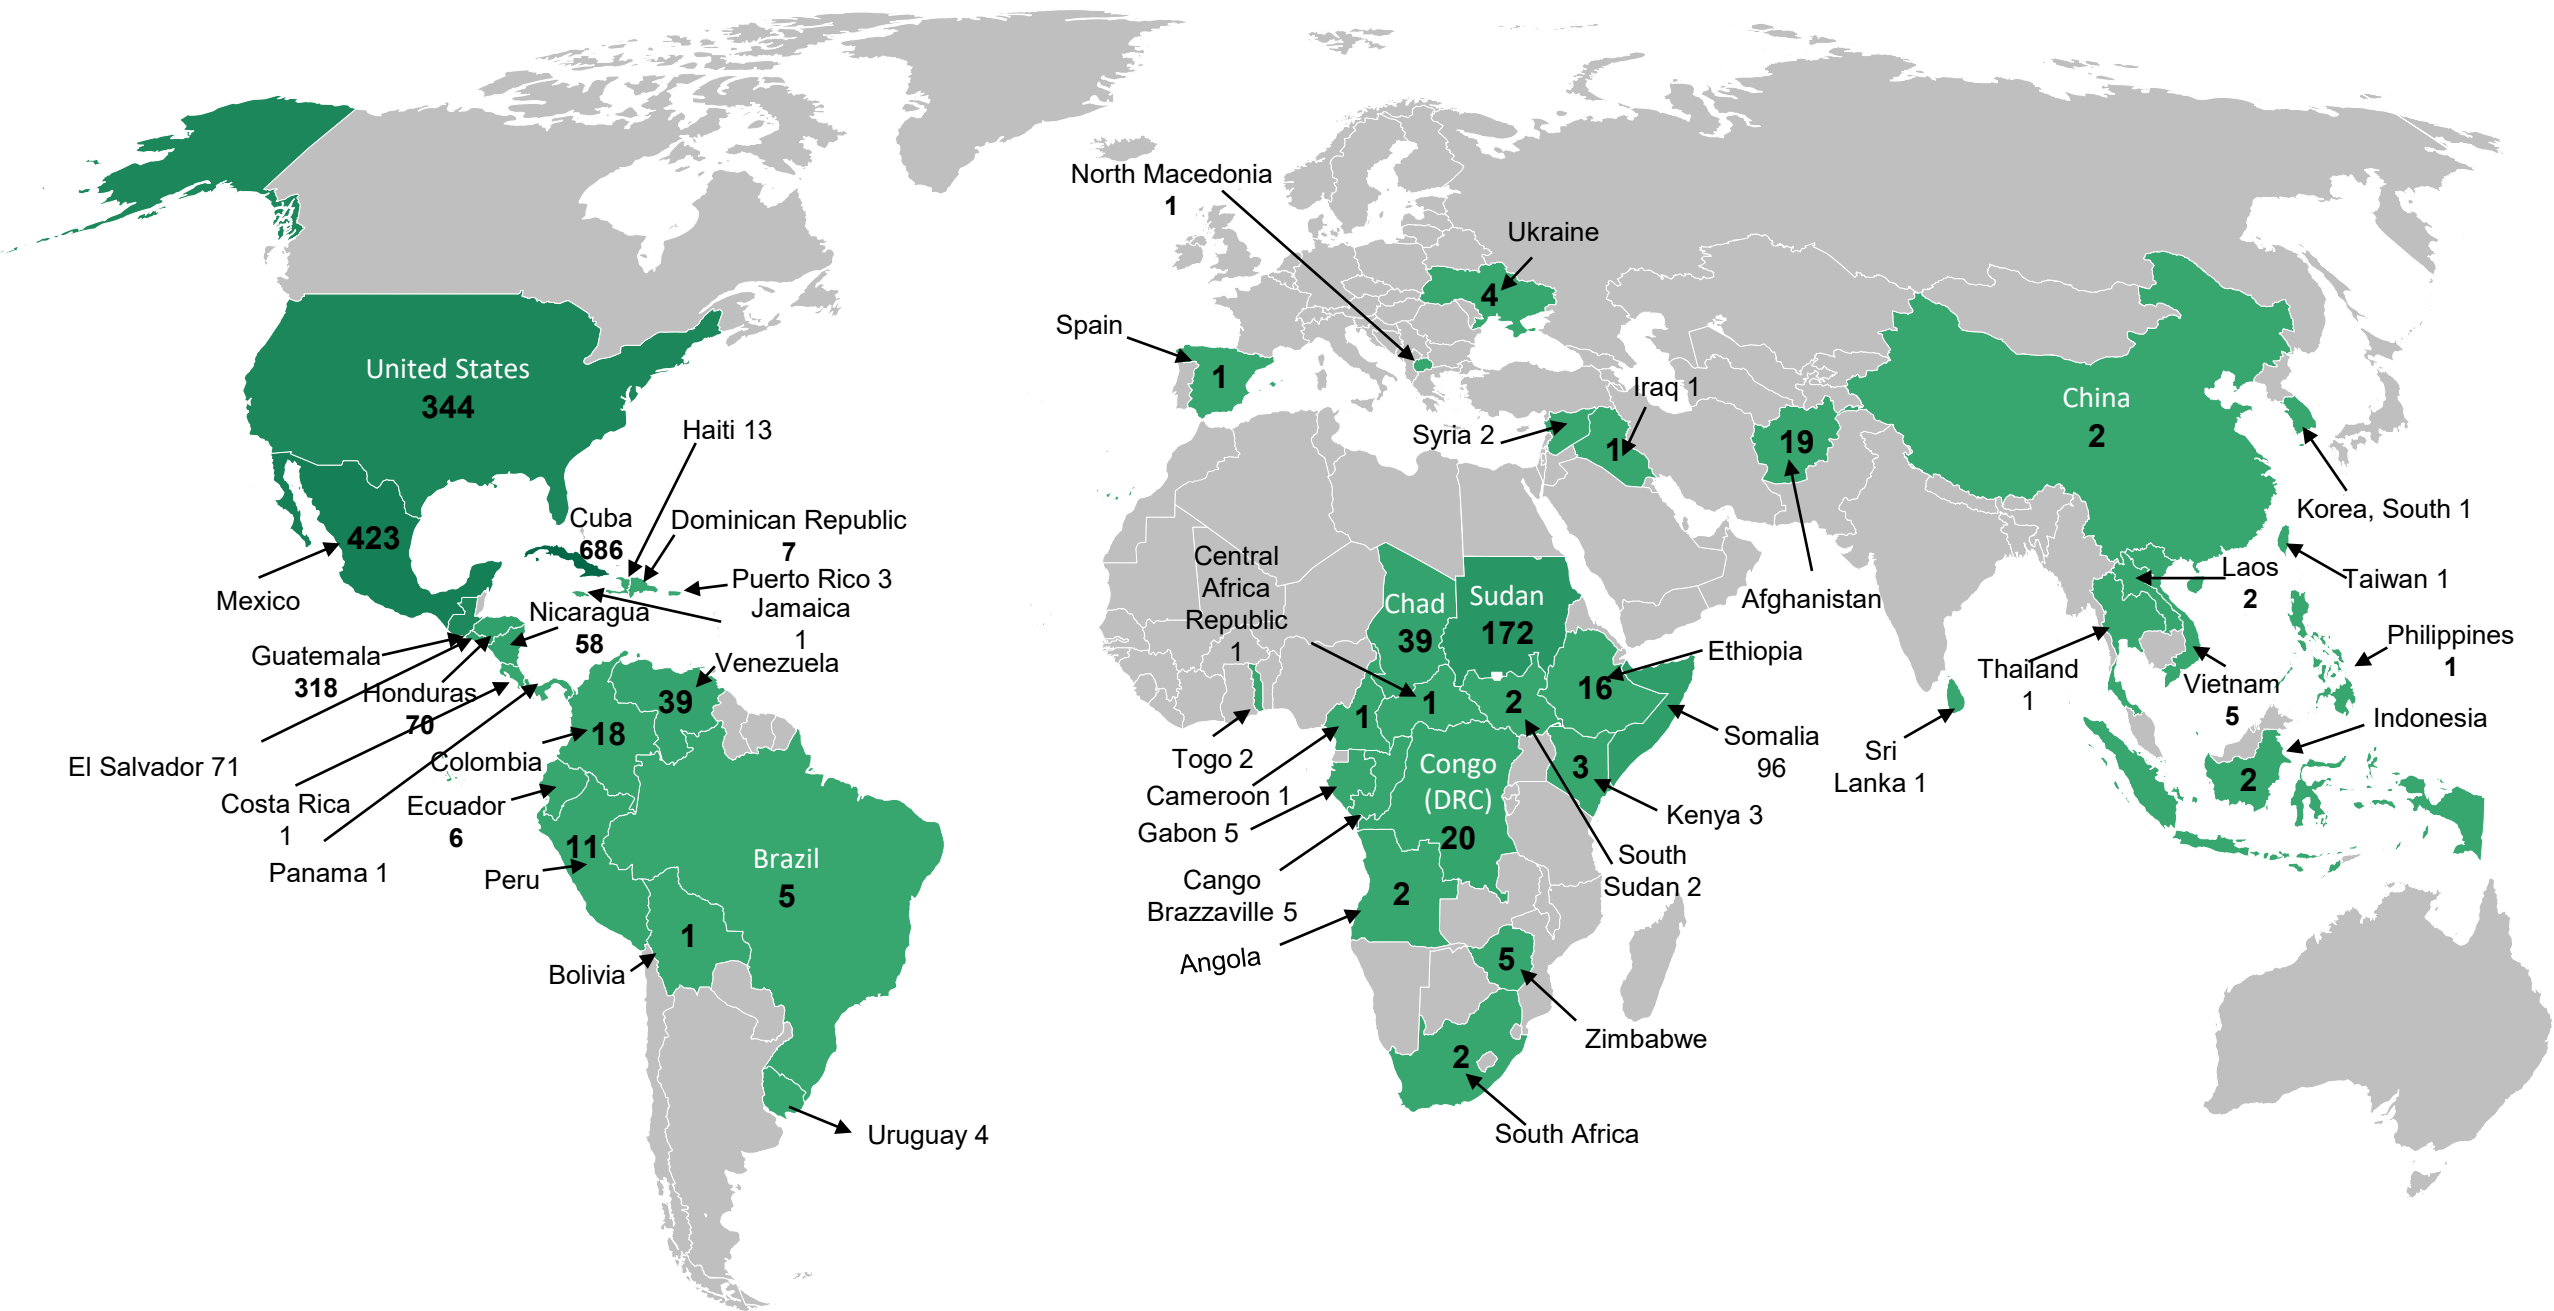 United States
344
Mexico
423
Haiti 13
Cuba
686
Dominican Republic
7
Puerto Rico 3
Jamaica
1
Nicaragua
58
Guatemala
318
Honduras
70
El Salvador 71
Costa Rica
1
Panama 1
Venezuela
39
Colombia
18
Ecuador
6
Peru
11
Brazil
5
Bolivia
1
Uruguay 4
North Macedonia
1
Ukraine
4
Spain
1
Syria 2
Iraq 1
1
Afghanistan
19
China
2
Korea, South 1
Taiwan 1
Laos
2
Philippines
1
Thailand
1
Vietnam
5
Indonesia
2
Sri
Lanka 1
Central
Africa
Republic
1
1
Chad
39
Sudan
172
Ethiopia
16
Somalia
96
Kenya 3
3
South
Sudan 2
2
Togo 2
Cameroon 1
1
Gabon 5
Cango
Brazzaville 5
Congo
(DRC)
20
Angola
2
Zimbabwe
5
South Africa
2